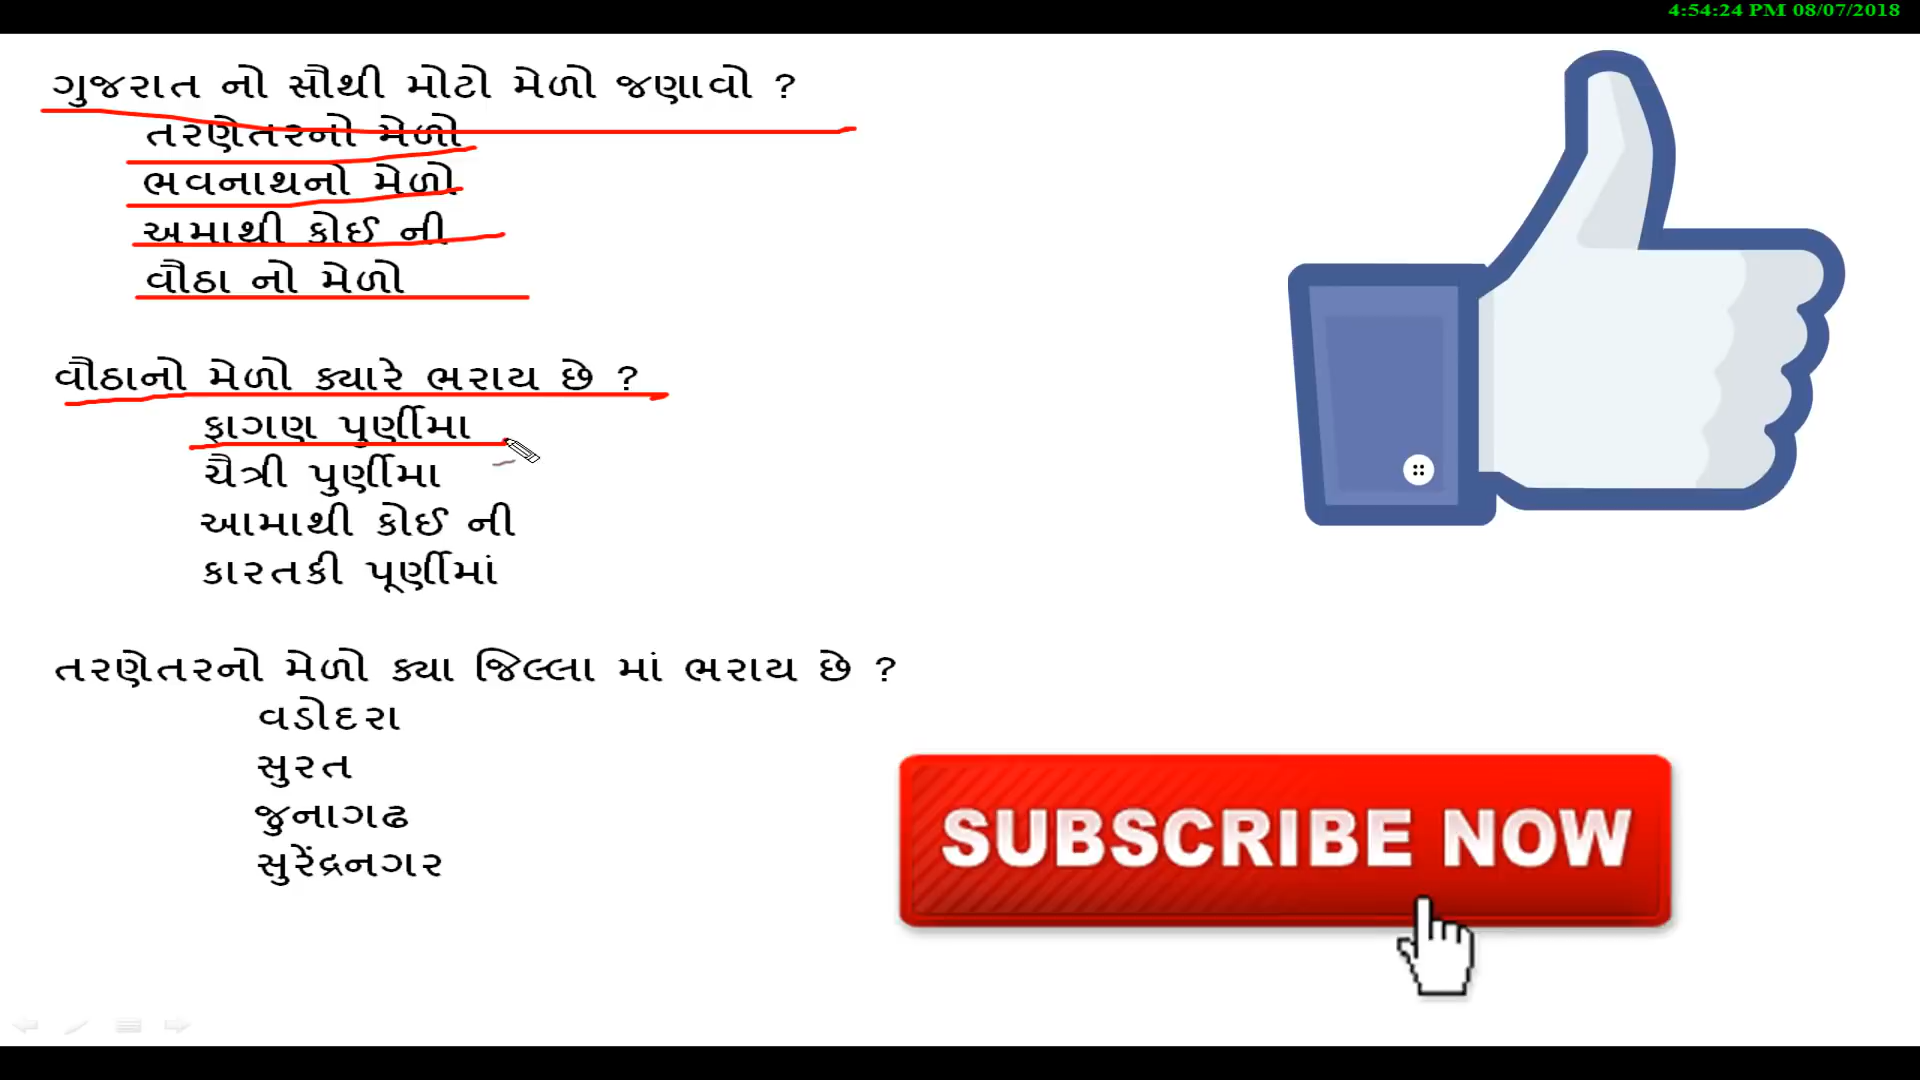 4:54:24 PM 08/07/2018
ગુજરાત નો સૌથી મોટો મેળો જણાવો ?
તરણેતરનો મેળો
ભવનાથનો મેળો
અમાથી કોઈ ની
વૌઠા નો મેળો
વૌઠાનો મેળો ક્યારે ભરાય છે ?
ફાગણ પુર્ણીમા
ચૈત્રી પુર્ણીમા
આમાથી કોઈ ની
કારતકી પૂર્ણીમાં
તરણેતરનો મેળો ક્યા જિલ્લા માં ભરાય છે ?
વડોદરા
સુરત
જુનાગઢ
સુરેંદ્રનગર
SUBSCRIBE NOW